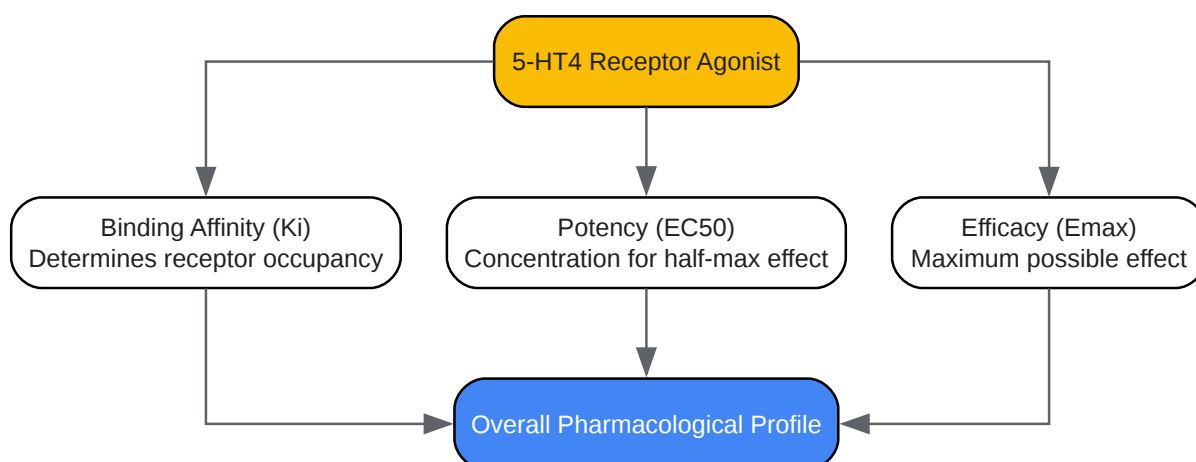 5-HT4 Receptor Agonist
Binding Affinity (Ki)
Determines receptor occupancy
Potency (EC50)
Concentration for half-max effect
Efficacy (Emax)
Maximum possible effect
Overall Pharmacological Profile